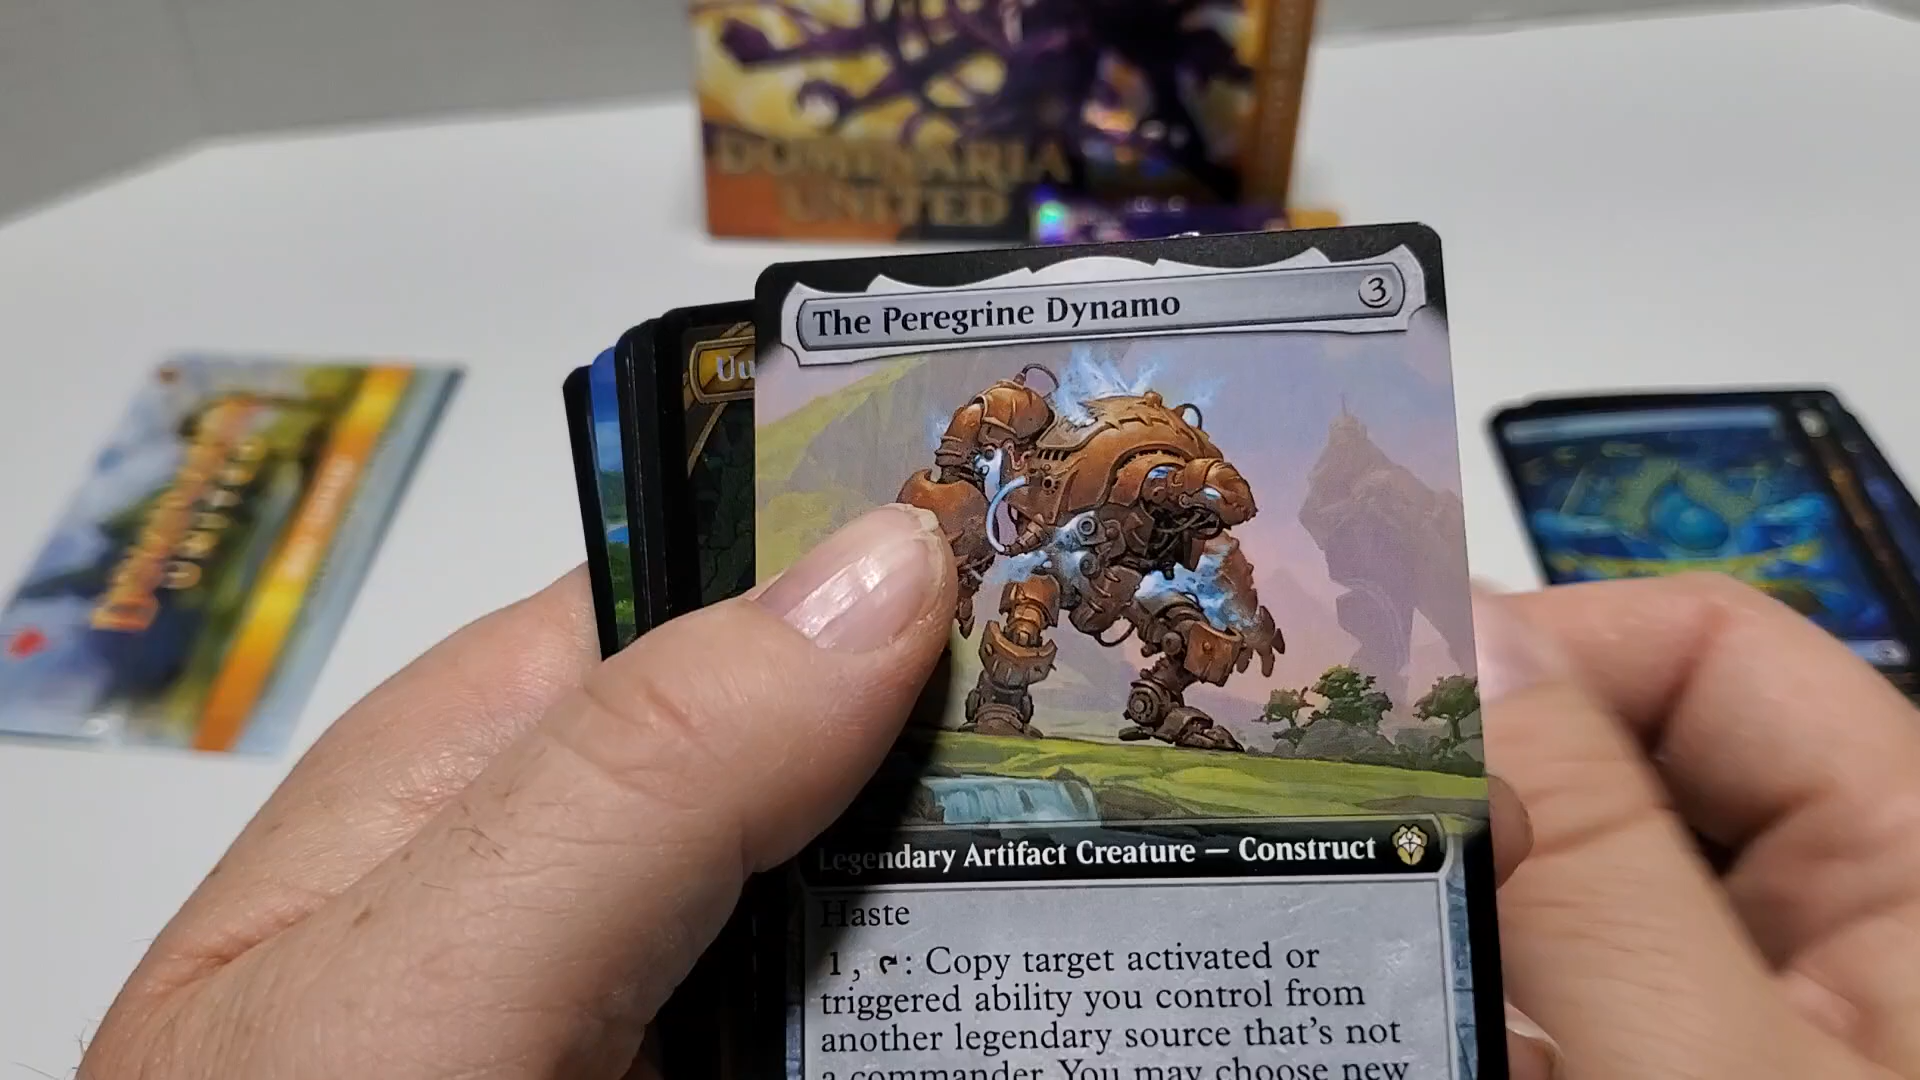 DOMINARIA
UNITED
The Peregrine Dynamo
3
Uu
Legendary Artifact Creature — Construct
Haste
1, : Copy target activated or
triggered ability you control from
another legendary source that's not
a commander. You may choose new